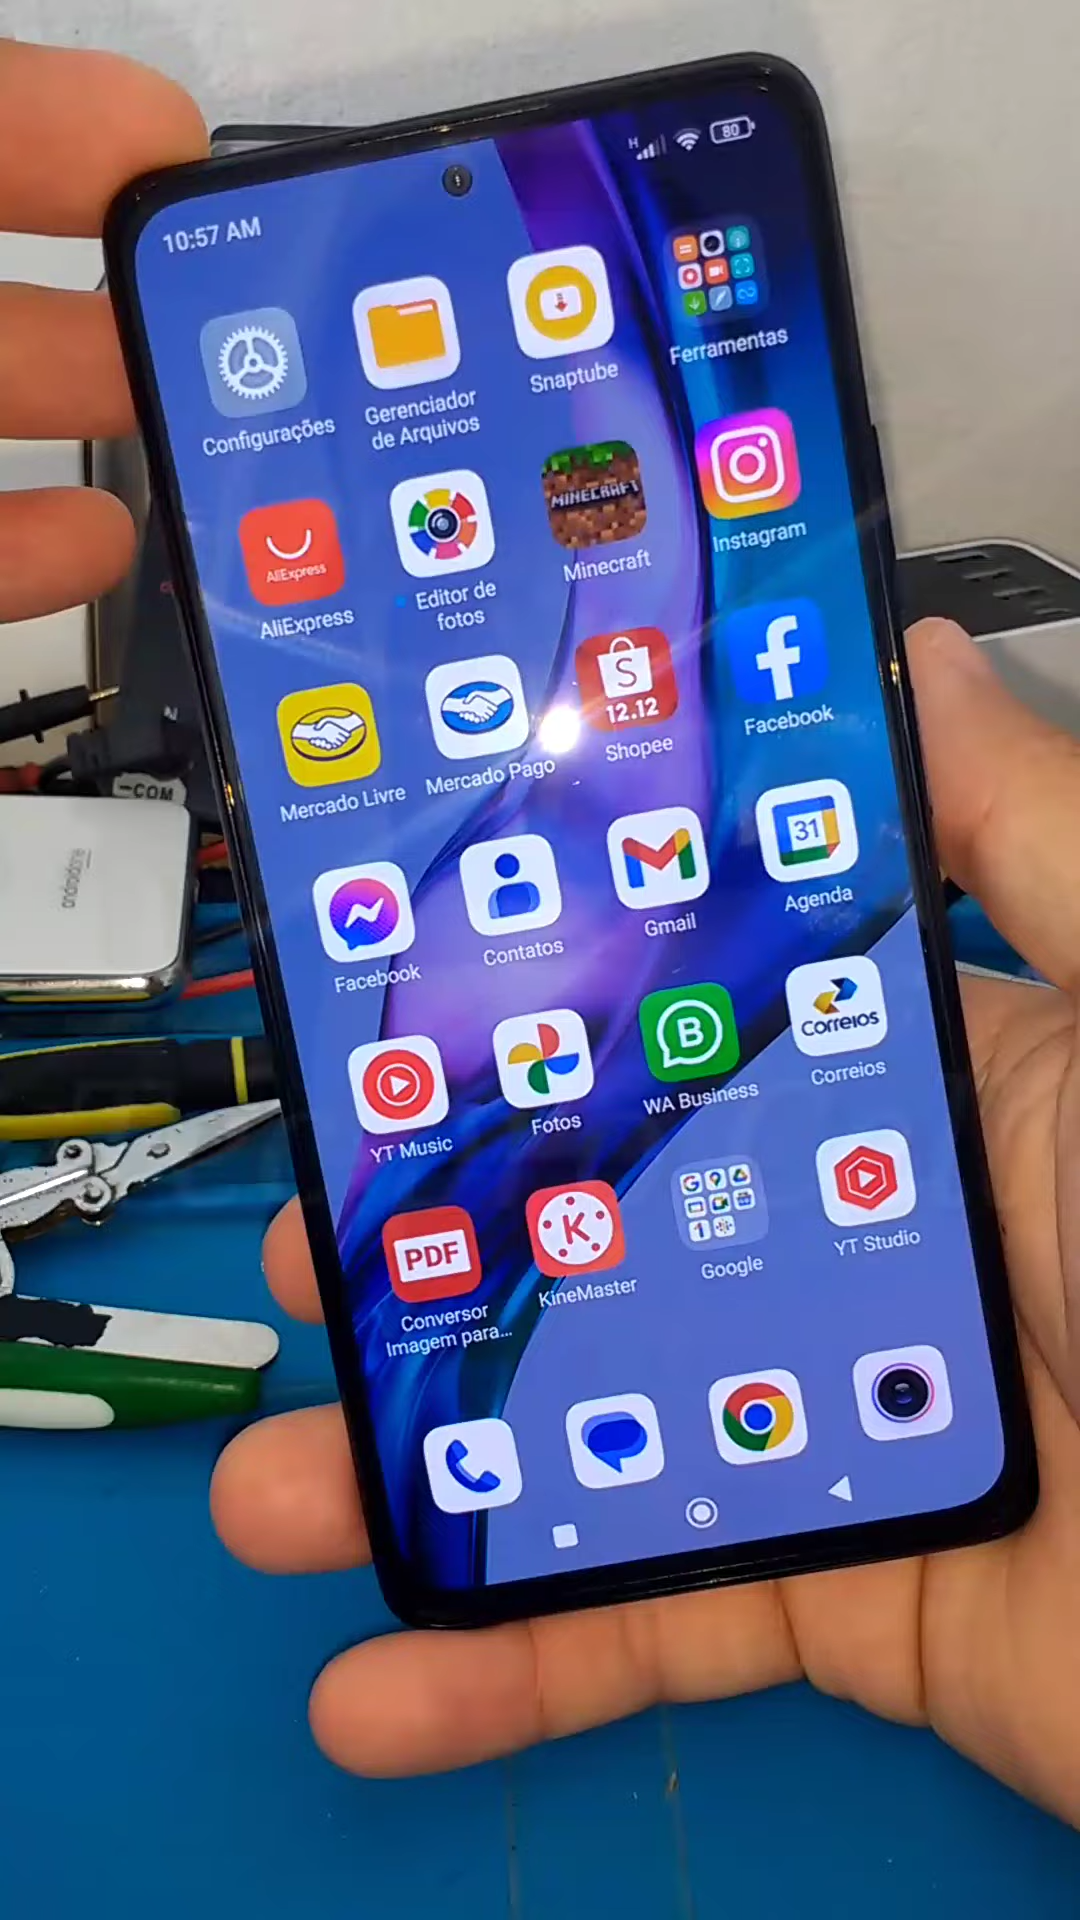 10:57 AM
H
80
Configurações
Gerenciador
de Arquivos
Snaptube
Ferramentas
AliExpress
AliExpress
Editor de
fotos
MINECRAFT
Minecraft
Instagram
Mercado Livre
Mercado Pago
S
12.12
Shopee
f
Facebook
Facebook
Contatos
Gmail
31
Agenda
YT Music
Fotos
B
WA Business
Correios
Correios
PDF
Conversor
Imagem para...
K
KineMaster
G
1
Google
YT Studio
N
-COM
androidone